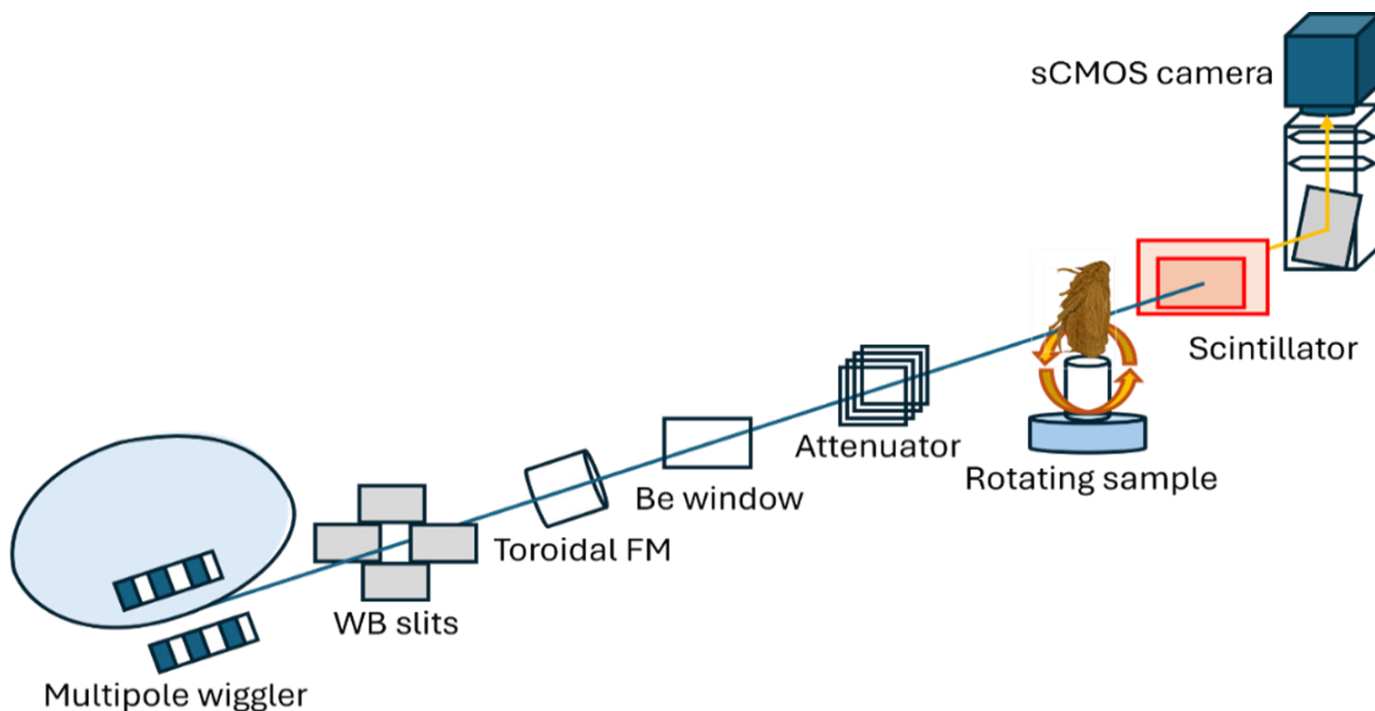 sCMOS camera
Scintillator
Attenuator
Rotating sample
Be window
Toroidal FM
WB slits
Multipole wiggler